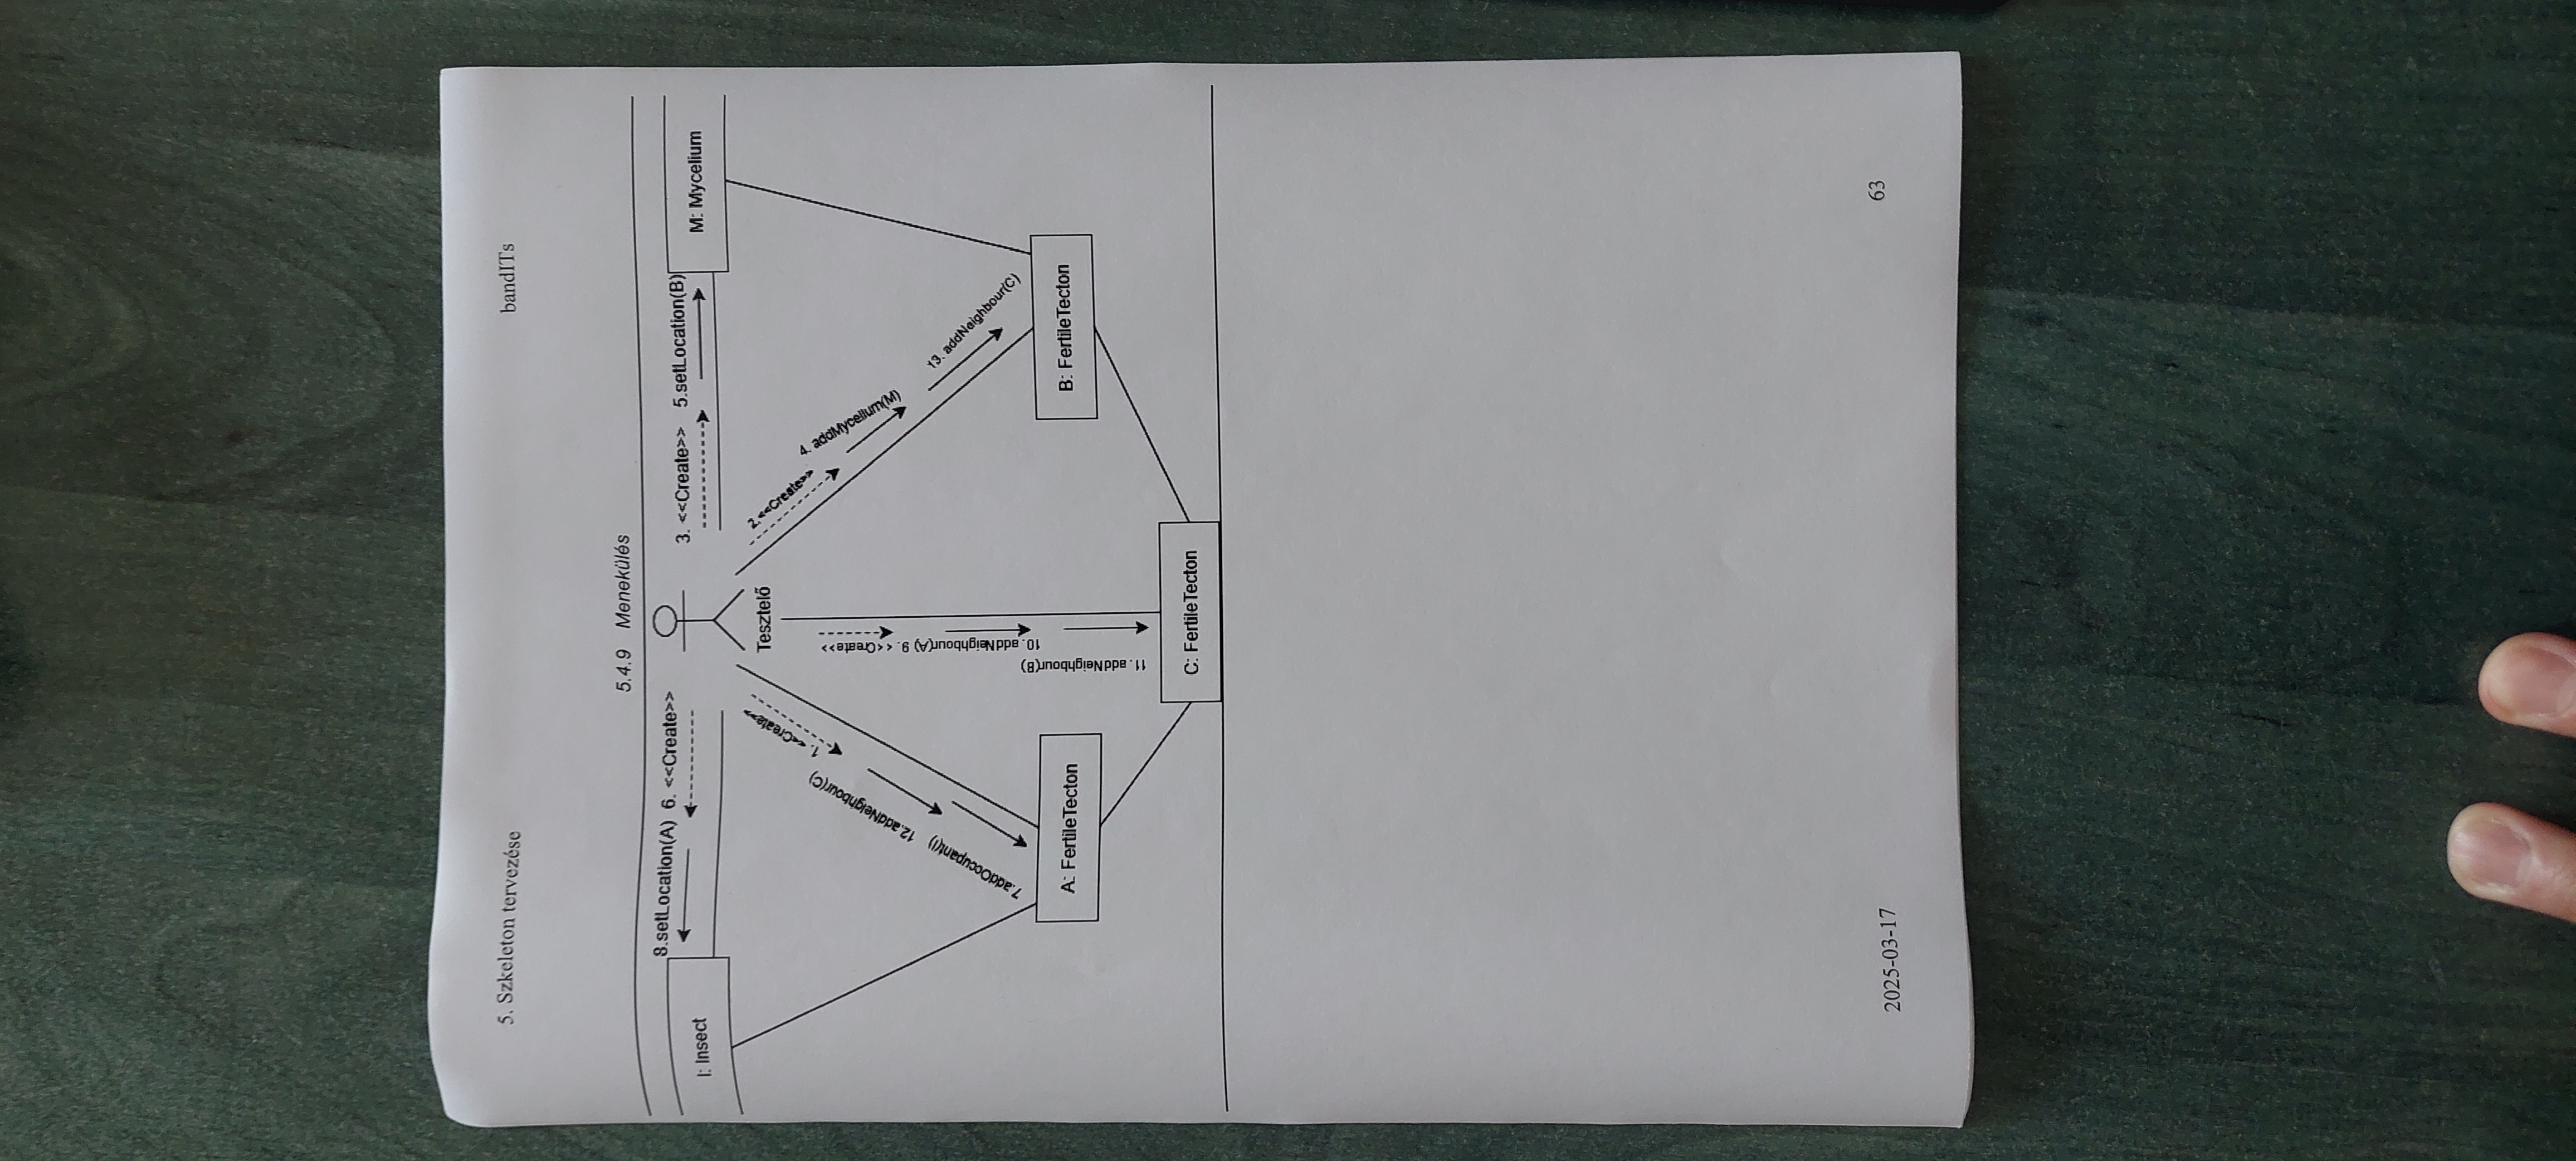 5. Szkeleton tervezése
bandITs
5.4.9 Menekülés
8.setLocation(A) 6. <<Create>>
3. <<Create>> 5.setLocation(B)
I: Insect
M: Mycelium
Tesztelő
1. <<Create>>
12.addNeighbour(C)
7.addOccupant(I)
9. <<Create>>
10. addNeighbour(A)
11. addNeighbour(B)
2. <<Create>>
4. addMycelium(M)
13. addNeighbour(C)
A: FertileTecton
B: FertileTecton
C: FertileTecton
2025-03-17
63